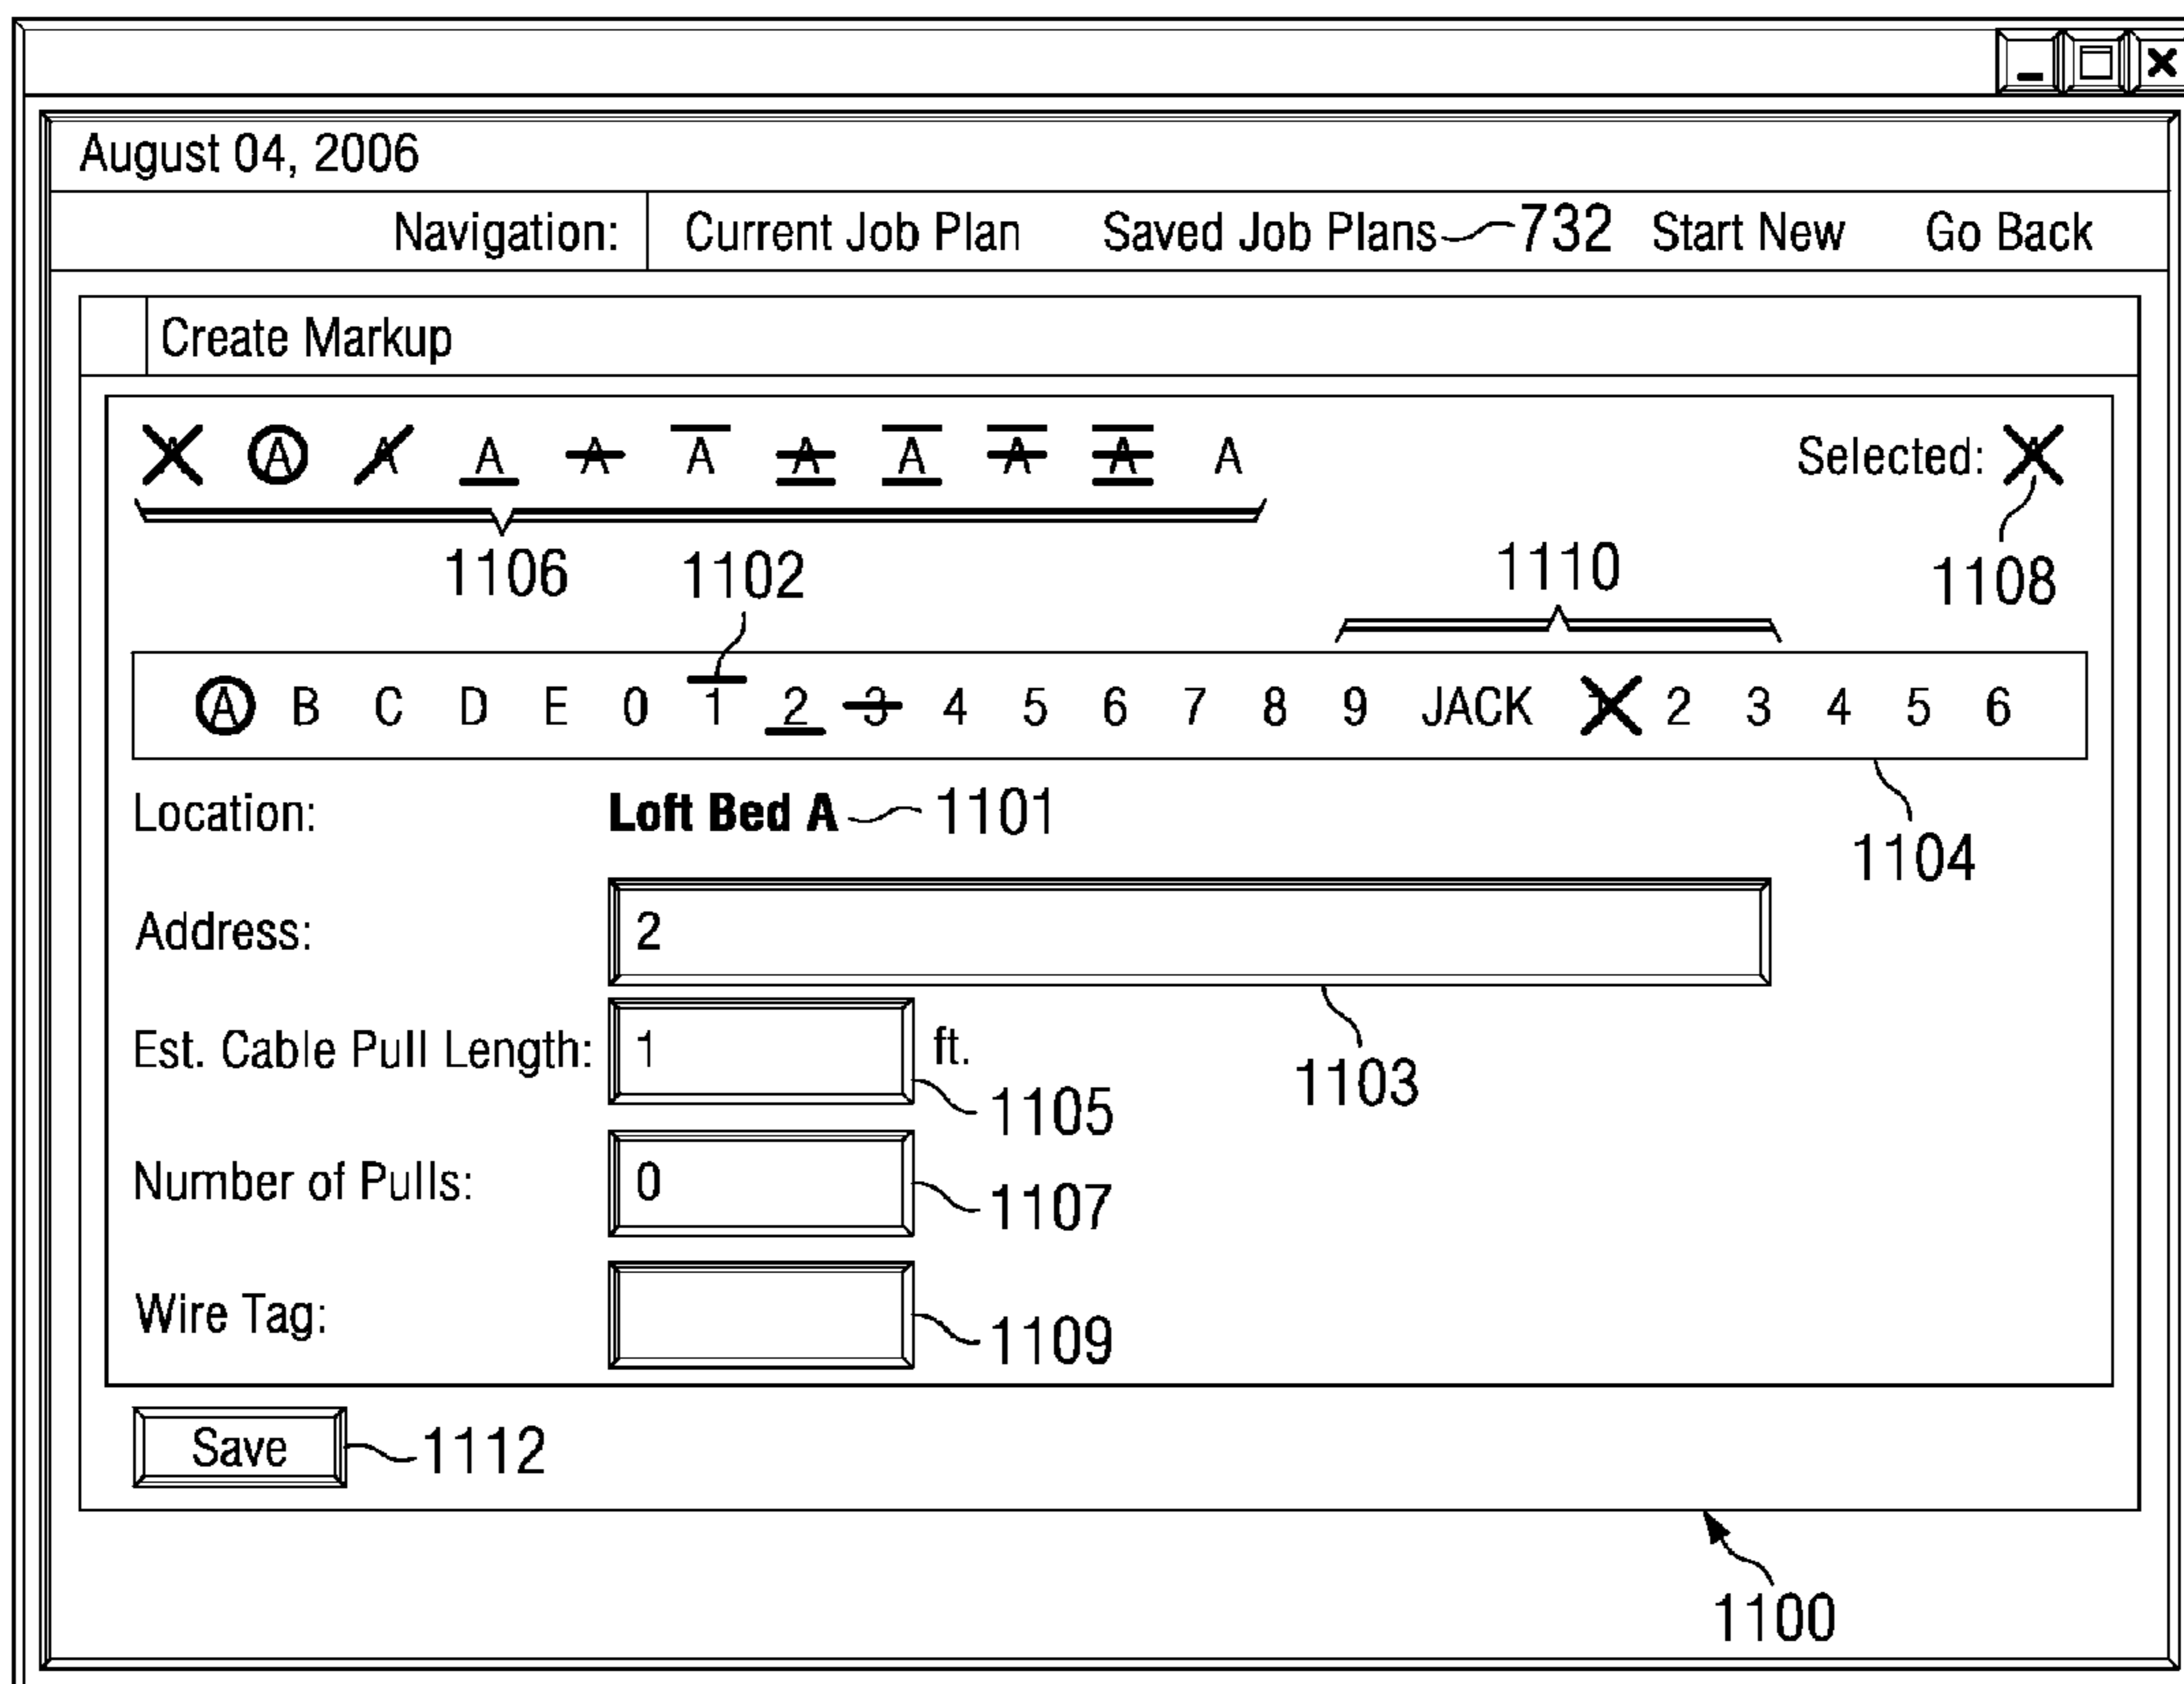 August 04, 2006
Navigation: Current Job Plan Saved Job Plans 732 Start New Go Back
Create Markup
A A A A A A A A A A A Selected: A
1106 1102 1110 1108
A B C D E 0 1 2 3 4 5 6 7 8 9 JACK 2 3 4 5 6
Location: Loft Bed A 1101
1104
Address: 2
1103
Est. Cable Pull Length: 1 ft.
1105
Number of Pulls: 0
1107
Wire Tag:
1109
Save 1112
1100